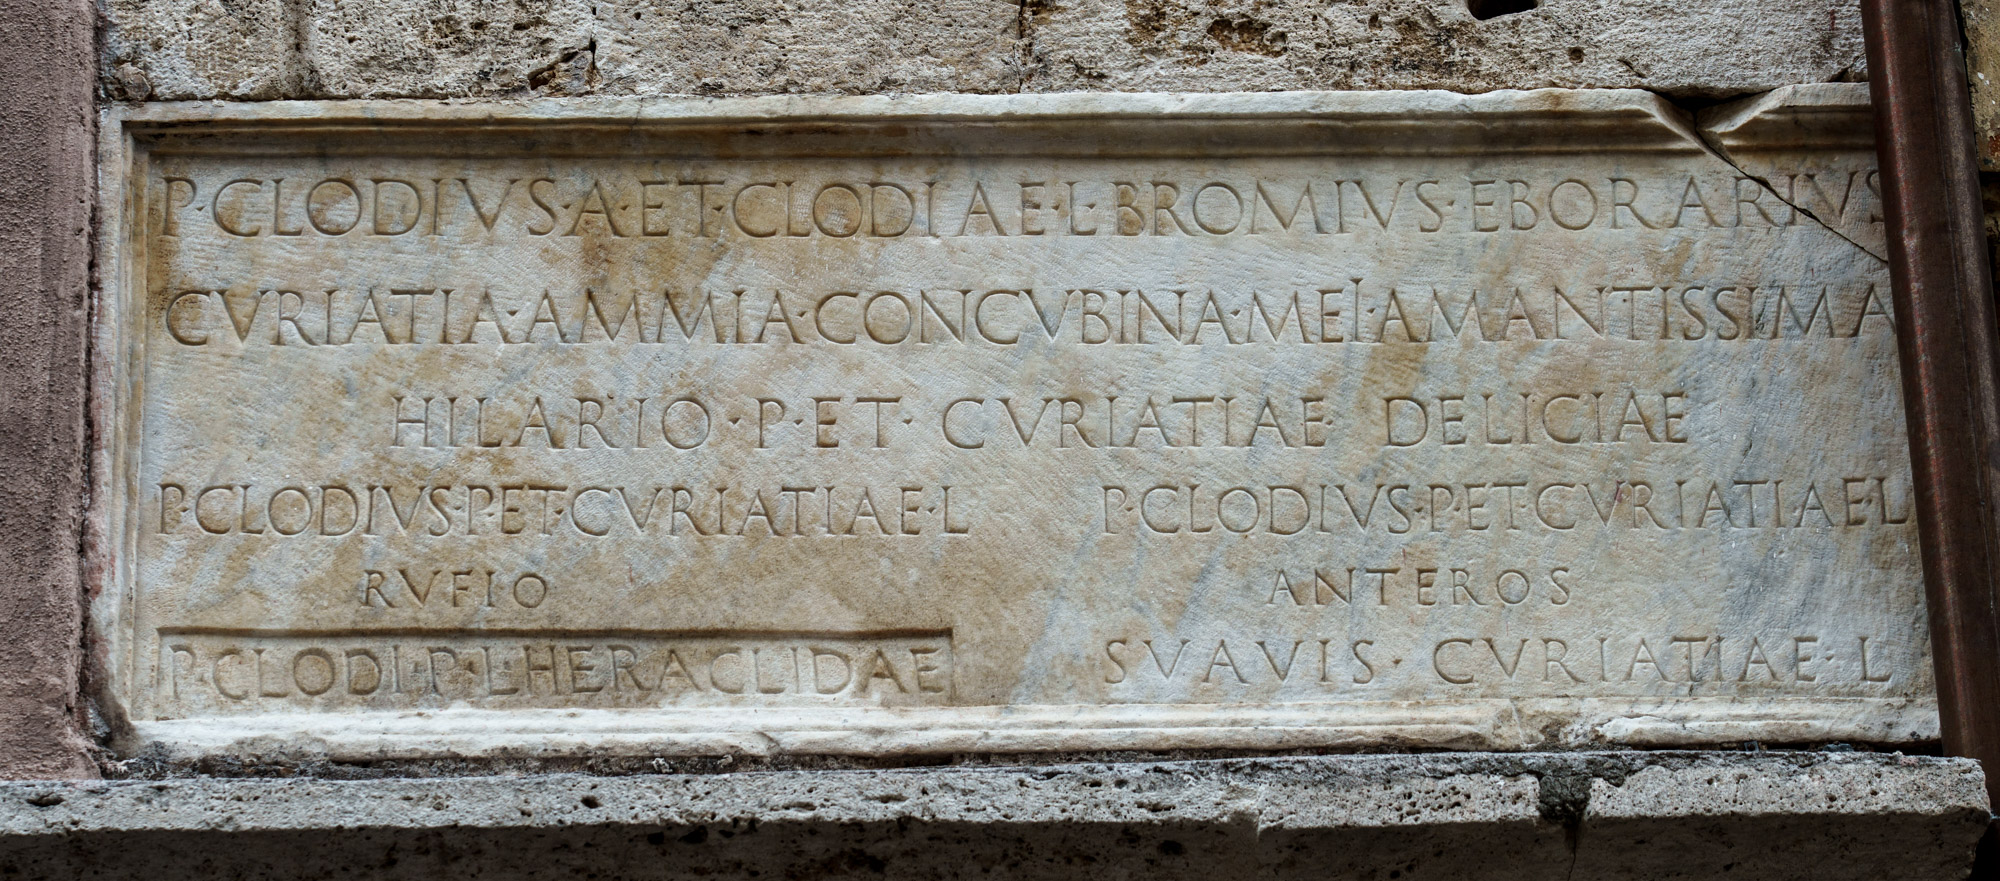 P·CLODIVS·A·ET·CLODIAE·L·BROMIVS·EBORARIVS
CVRIATIA·AMMIA·CONCVBINA·MEI·AMANTISSIMA
HILARIO·P·ET·CVRIATIAE DELICIAE
P·CLODIVS·P·ET·CVRIATIAE·L
RVFIO
P·CLODI·P·L·HERACLIDAE
P·CLODIVS·P·ET·CVRIATIAE·L
ANTEROS
SVAVIS·CVRIATIAE·L